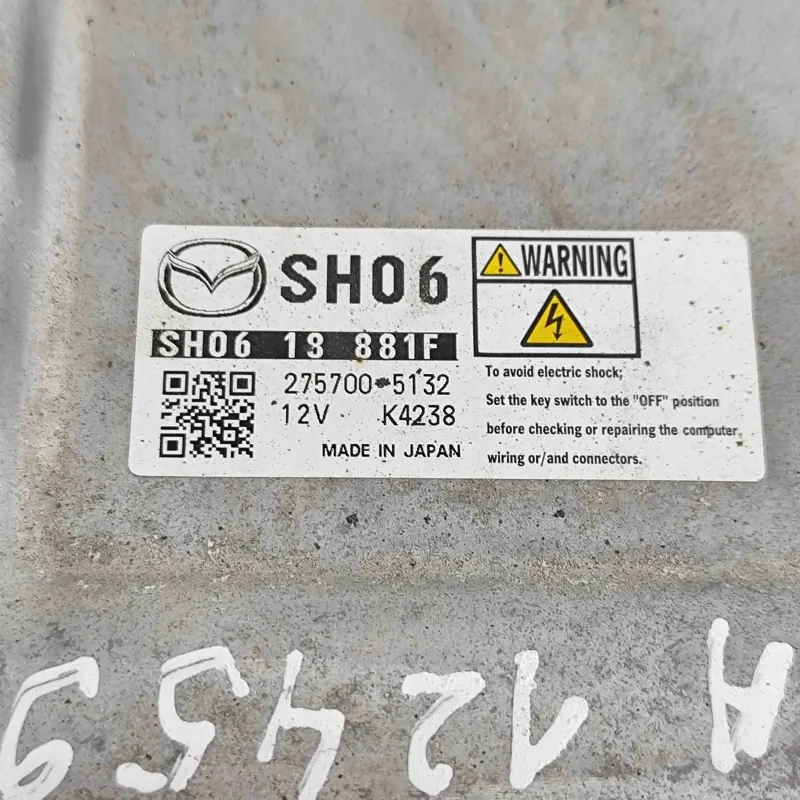 SH06
SH06 18 881F
275700-5132
12V K4238
MADE IN JAPAN
WARNING
To avoid electric shock;
Set the key switch to the "OFF" position
before checking or repairing the computer,
wiring or/and connectors.
A 12459